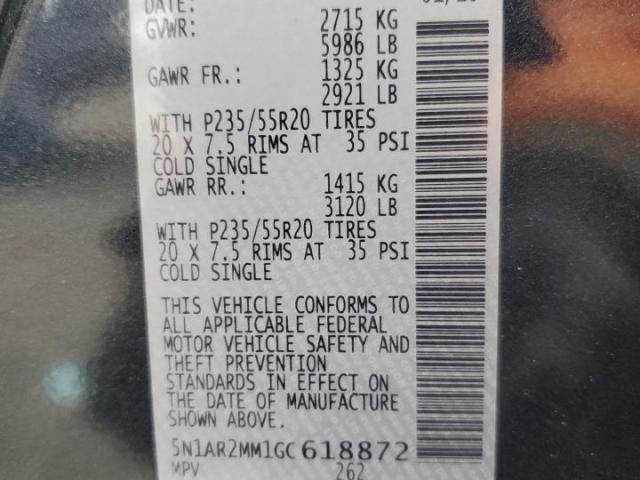 DATE:
GVWR: 2715 KG
5986 LB
GAWR FR.: 1325 KG
2921 LB
WITH P235/55R20 TIRES
20 X 7.5 RIMS AT 35 PSI
COLD SINGLE
GAWR RR.: 1415 KG
3120 LB
WITH P235/55R20 TIRES
20 X 7.5 RIMS AT 35 PSI
COLD SINGLE
THIS VEHICLE CONFORMS TO
ALL APPLICABLE FEDERAL
MOTOR VEHICLE SAFETY AND
THEFT PREVENTION
STANDARDS IN EFFECT ON
THE DATE OF MANUFACTURE
SHOWN ABOVE.
5N1AR2MM1GC618872
MPV 262